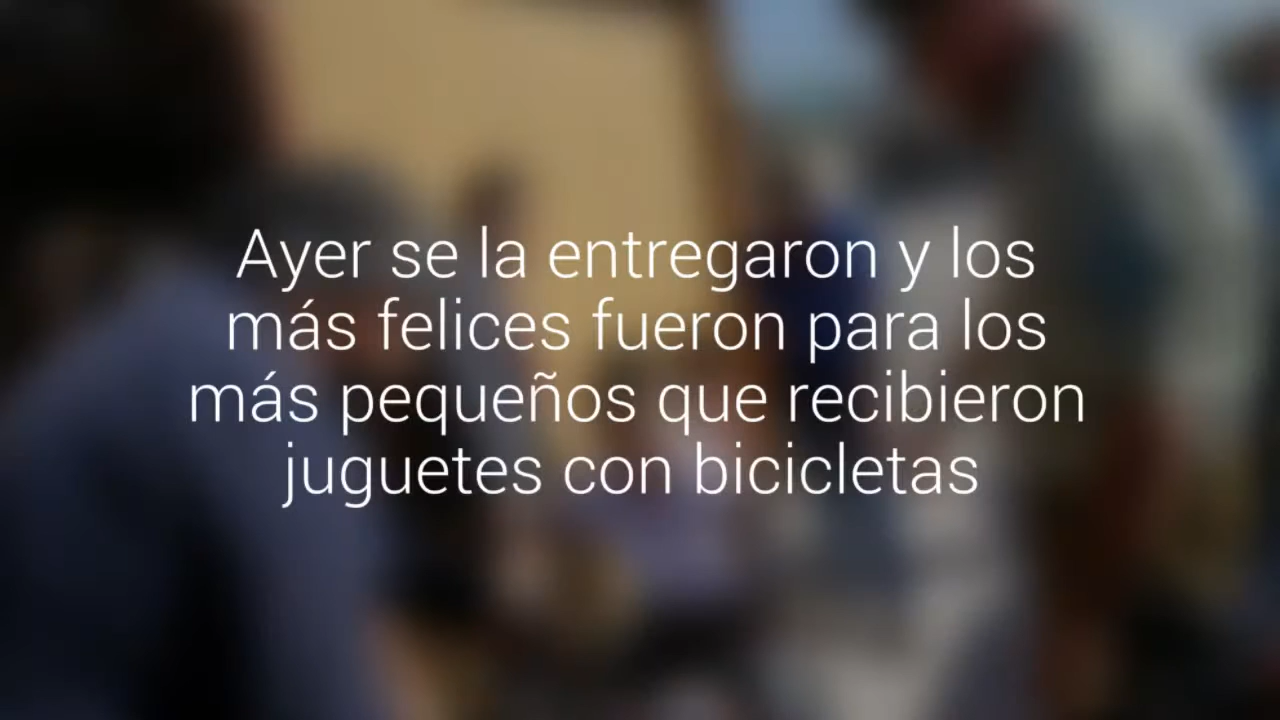 Ayer se la entregaron y los
más felices fueron para los
más pequeños que recibieron
juguetes con bicicletas